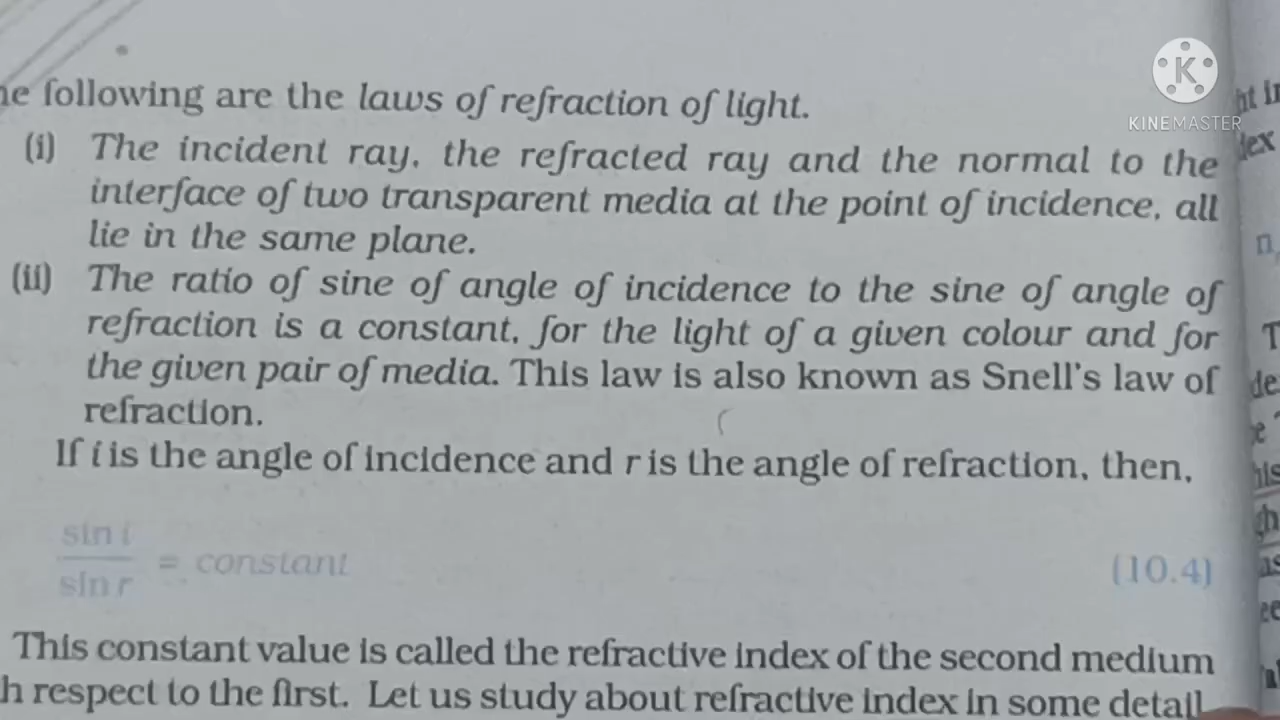 following are the laws of refraction of light.
(i) The incident ray, the refracted ray and the normal to the
interface of two transparent media at the point of incidence, all
lie in the same plane.
(ii) The ratio of sine of angle of incidence to the sine of angle of
refraction is a constant, for the light of a given colour and for
the given pair of media. This law is also known as Snell's law of
refraction.
If i is the angle of incidence and r is the angle of refraction, then,
sin i
sin r
= constant
(10.4)
This constant value is called the refractive index of the second medium
respect to the first. Let us study about refractive index in some detail
K
KINEMASTER